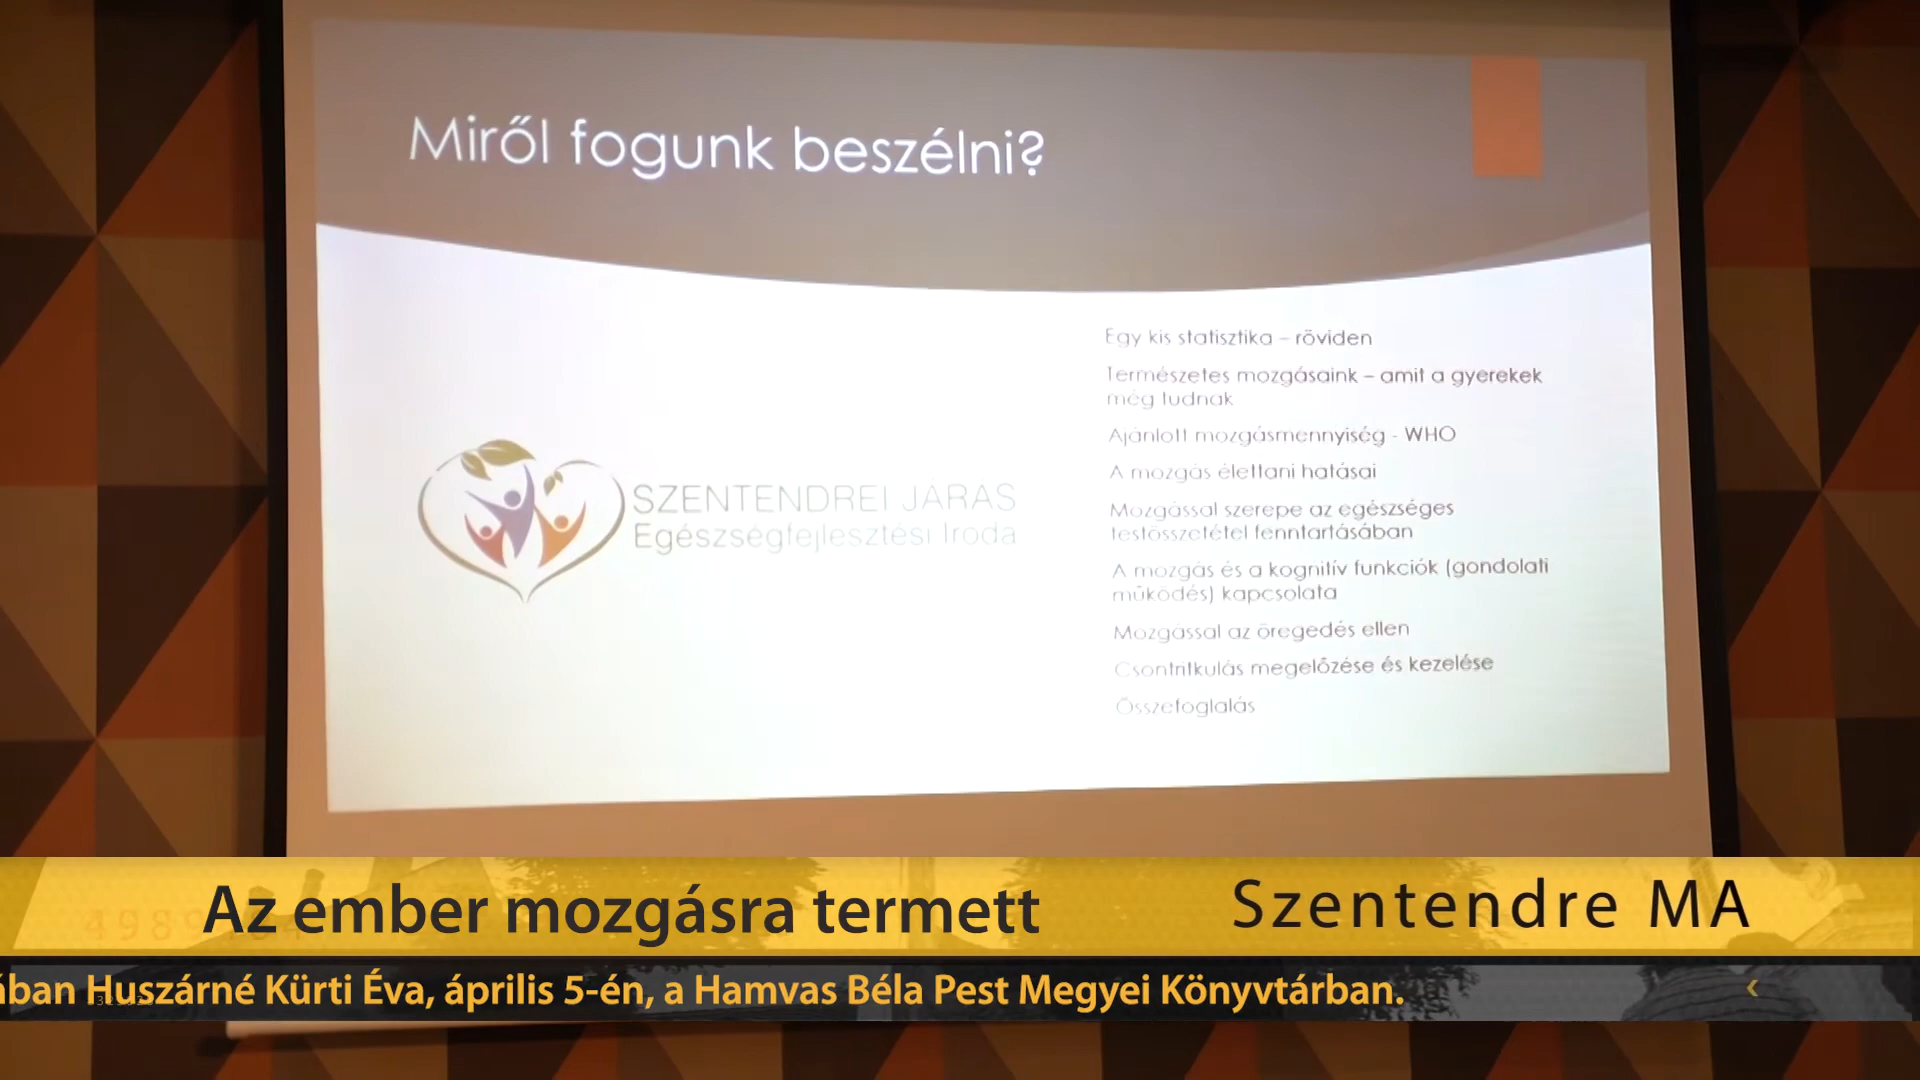 Miről fogunk beszélni?
SZENTENDREI JÁRÁS
Egészségfejlesztési Iroda
Egy kis statisztika – röviden
Természetes mozgásaink – amit a gyerekek
még tudnak
Ajánlott mozgásmennyiség - WHO
A mozgás élettani hatásai
Mozgással szerepe az egészséges
testösszetétel fenntartásában
A mozgás és a kognitív funkciók (gondolati
működés) kapcsolata
Mozgással az öregedés ellen
Csontritkulás megelőzése és kezelése
Összefoglalás
Az ember mozgásra termett
Szentendre MA
Huszárné Kürti Éva, április 5-én, a Hamvas Béla Pest Megyei Könyvtárban.